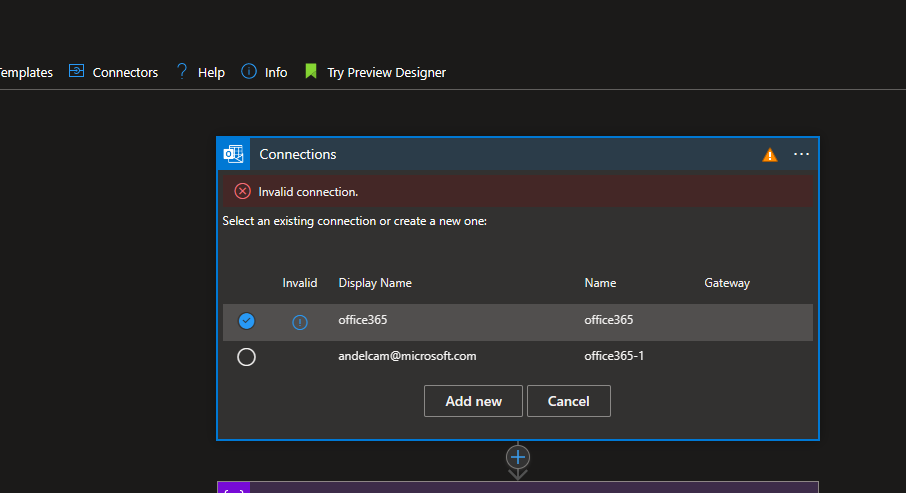 Templates Connectors ? Help Info Try Preview Designer
Connections
Invalid connection.
Select an existing connection or create a new one:
Invalid Display Name Name Gateway
office365 office365
andelcam@microsoft.com office365-1
Add new Cancel